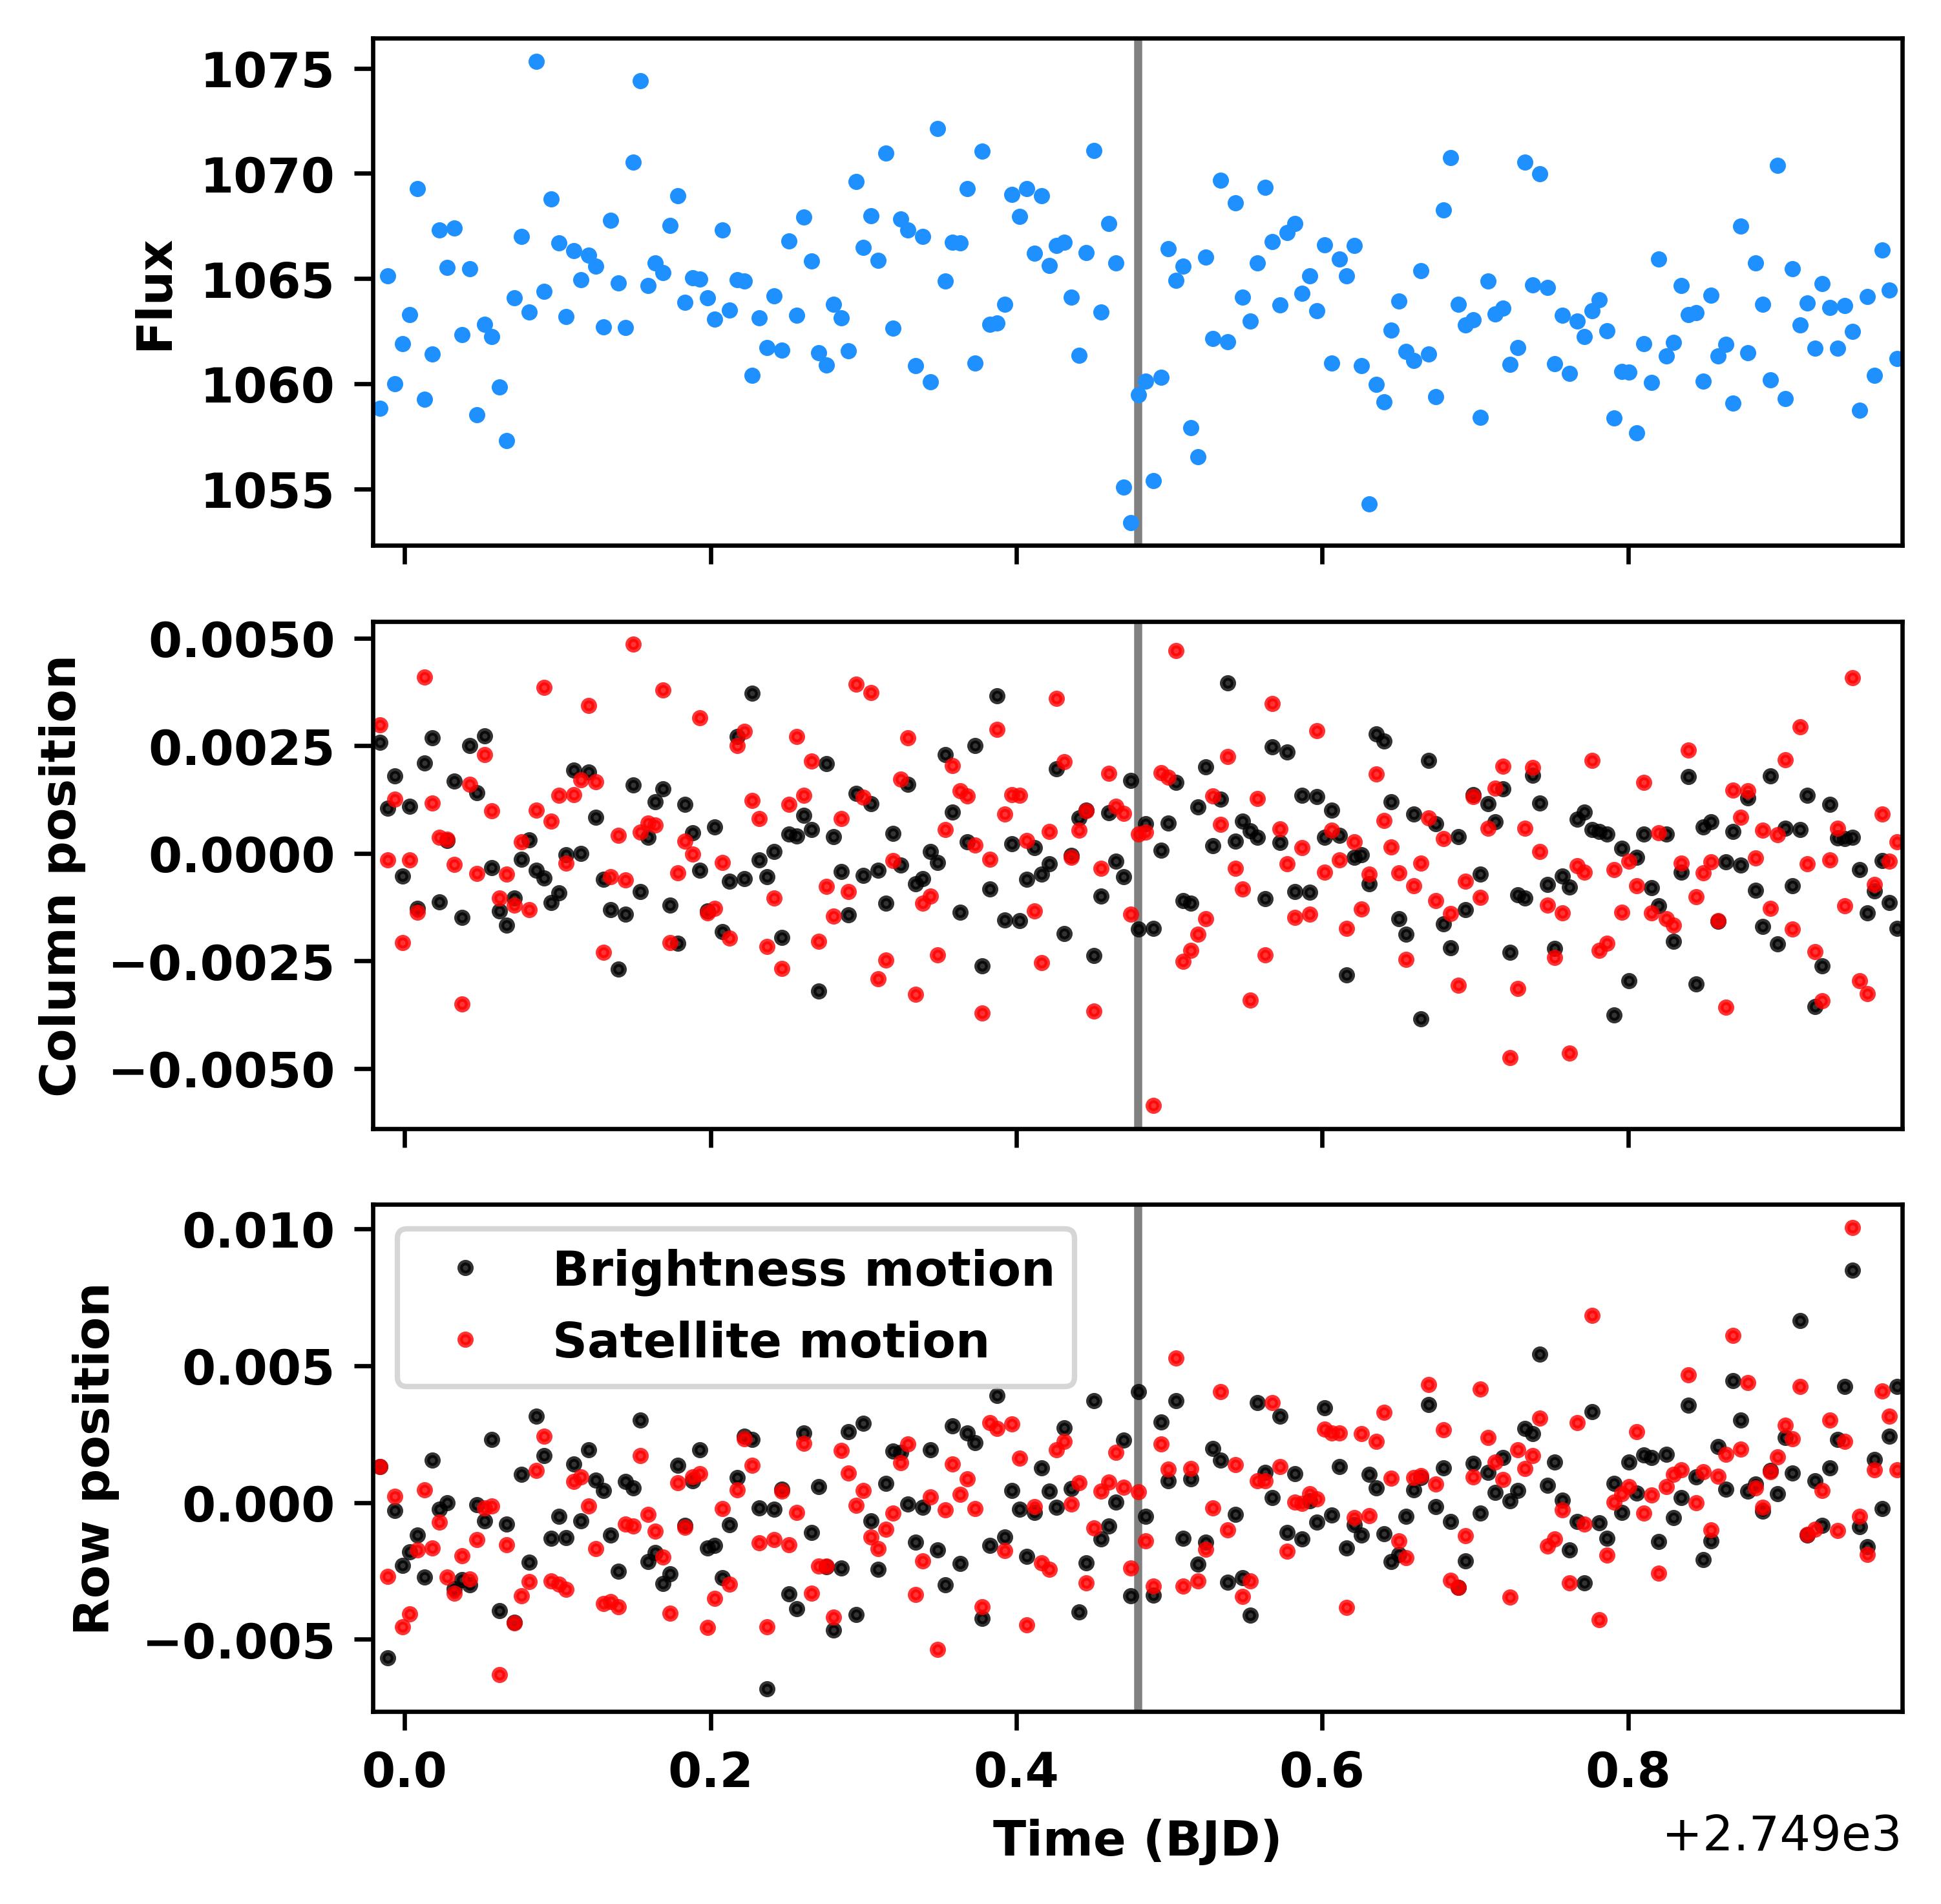 1075
1070
1065
1060
1055
Flux
0.0050
0.0025
0.0000
−0.0025
−0.0050
Column position
0.010
0.005
0.000
−0.005
Row position
Brightness motion
Satellite motion
0.0 0.2 0.4 0.6 0.8
Time (BJD)
+2.749e3